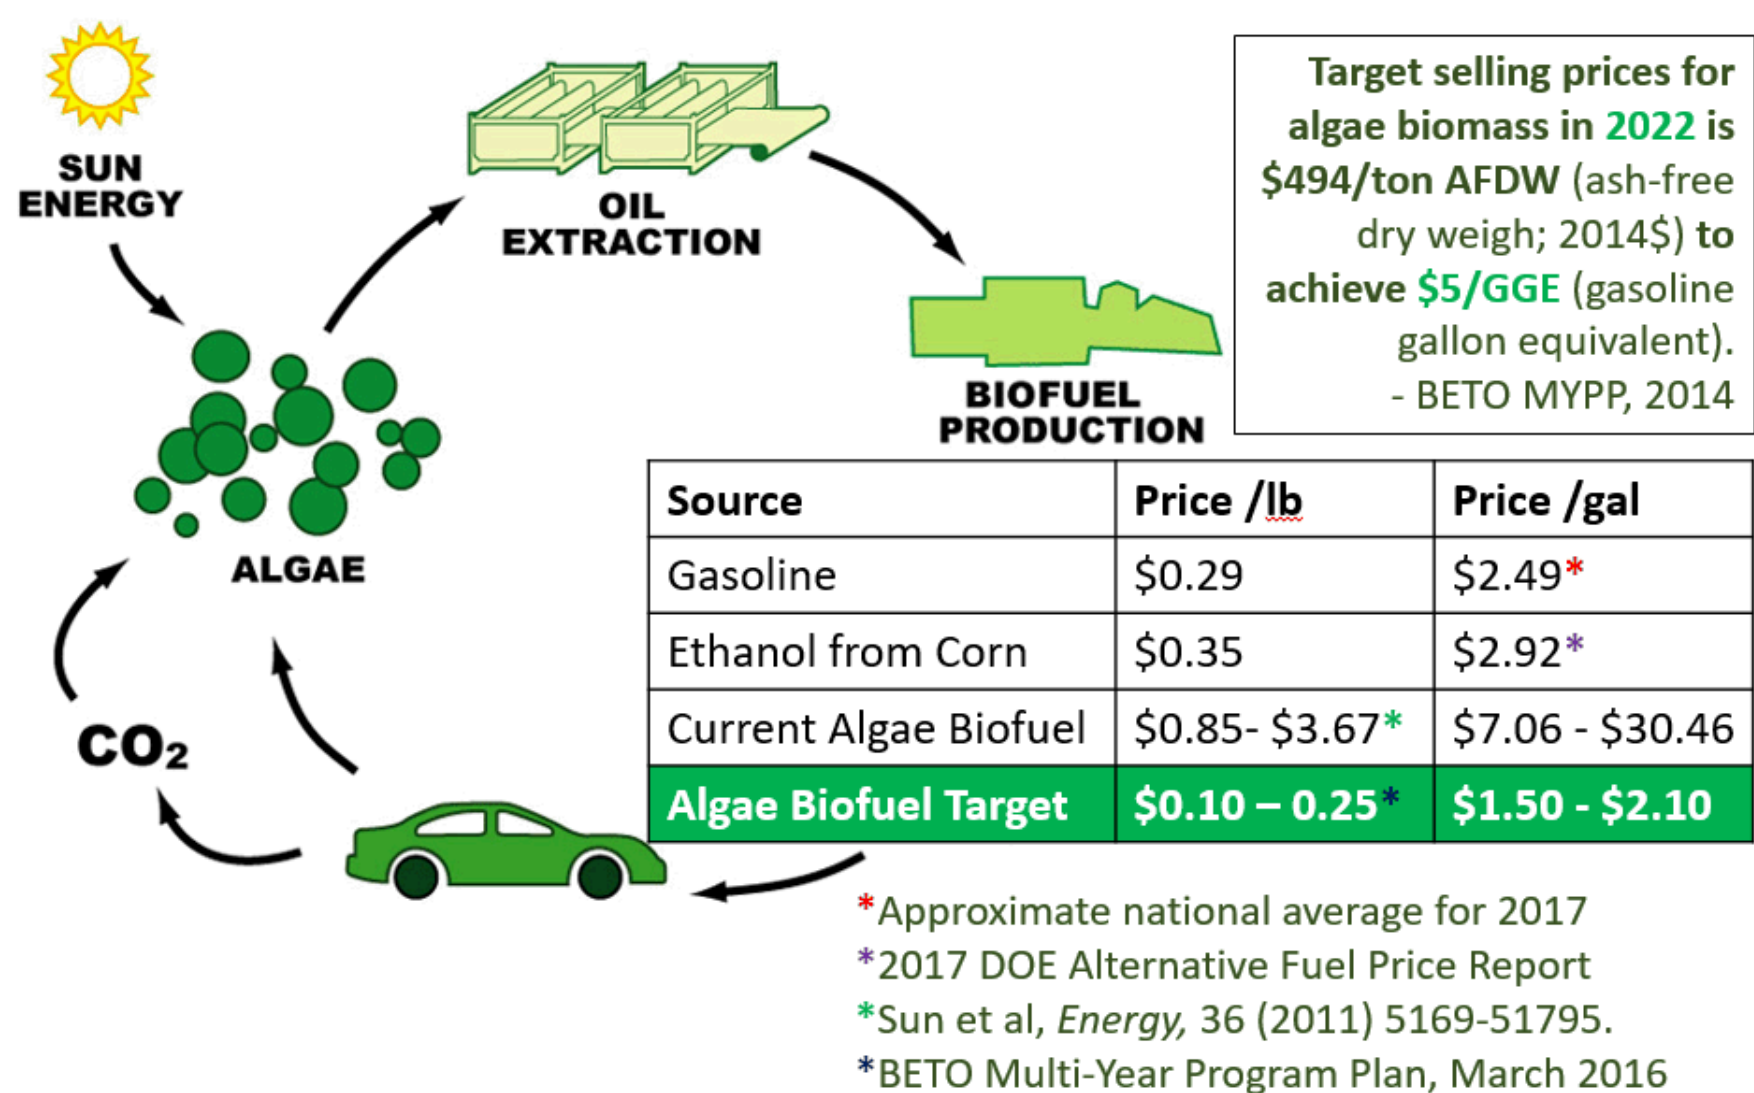 SUN
ENERGY
OIL
EXTRACTION
BIOFUEL
PRODUCTION
ALGAE
CO₂
Target selling prices for
algae biomass in 2022 is
$494/ton AFDW (ash-free
dry weigh; 2014$) to
achieve $5/GGE (gasoline
gallon equivalent).
- BETO MYPP, 2014
Source Price /lb Price /gal
Gasoline $0.29 $2.49*
Ethanol from Corn $0.35 $2.92*
Current Algae Biofuel $0.85- $3.67* $7.06 - $30.46
Algae Biofuel Target $0.10 – 0.25* $1.50 - $2.10
*Approximate national average for 2017
*2017 DOE Alternative Fuel Price Report
*Sun et al, Energy, 36 (2011) 5169-51795.
*BETO Multi-Year Program Plan, March 2016